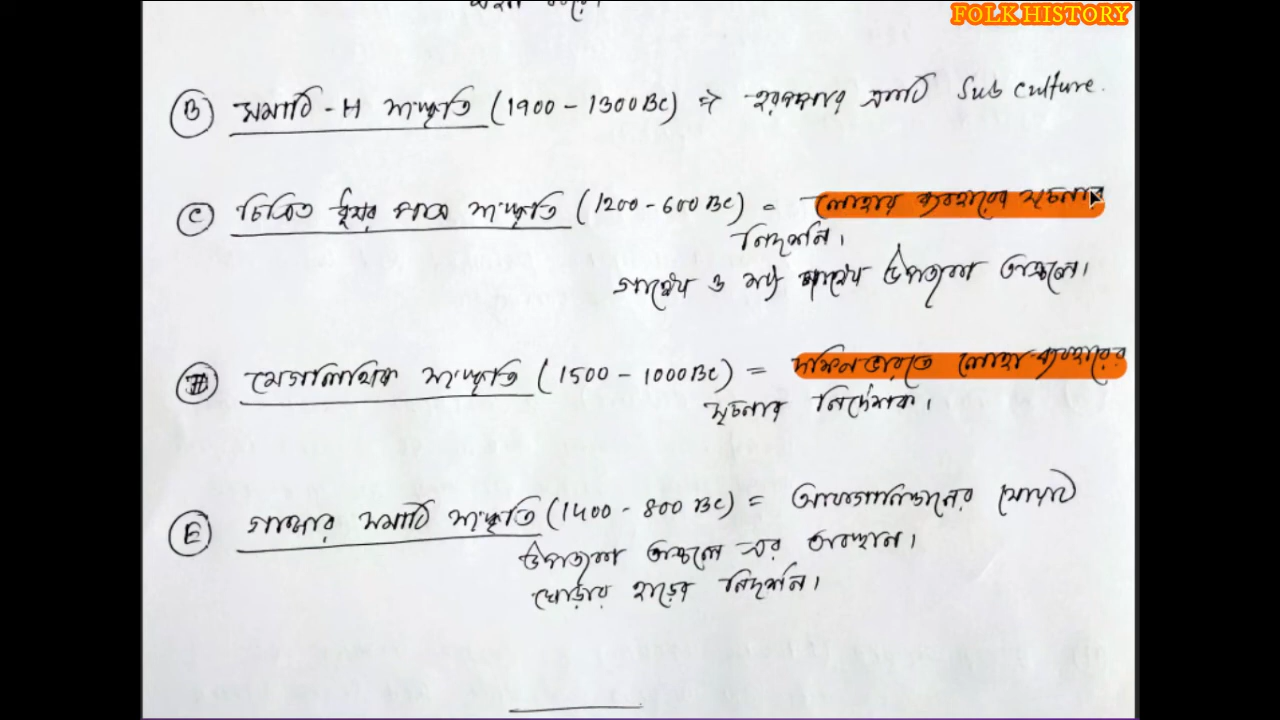 FOLK HISTORY
Ⓑ সমাধি - H সংস্কৃতি (1900 - 1300 BC) ⇒ হরপ্পার একটি Sub culture.
Ⓒ চিত্রিত ধূসর পাত্র সংস্কৃতি (1200 - 600 BC) = লোহার ব্যবহারের সূচনার
নিদর্শন।
গাঙ্গেয় ও মধ্য গাঙ্গেয় উপত্যকা অঞ্চলে।
Ⓓ মেগালিথিক সংস্কৃতি (1500 - 1000 BC) = দক্ষিন ভারতে লোহা ব্যবহারের
সূচনার নির্দেশক।
Ⓔ গান্ধার সমাধি সংস্কৃতি (1400 - 800 BC) = আফগানিস্তানের সোয়াট
উপত্যকা অঞ্চলে এর অবস্থান।
ঘোড়ার হাড়ের নিদর্শন।